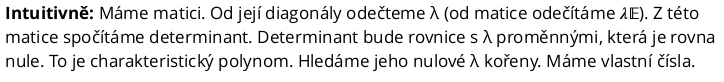 Intuitivně: Máme matici. Od její diagonály odečteme λ (od matice odečítáme 𝜆𝔼). Z této
matice spočítáme determinant. Determinant bude rovnice s λ proměnnými, která je rovna
nule. To je charakteristický polynom. Hledáme jeho nulové λ kořeny. Máme vlastní čísla.